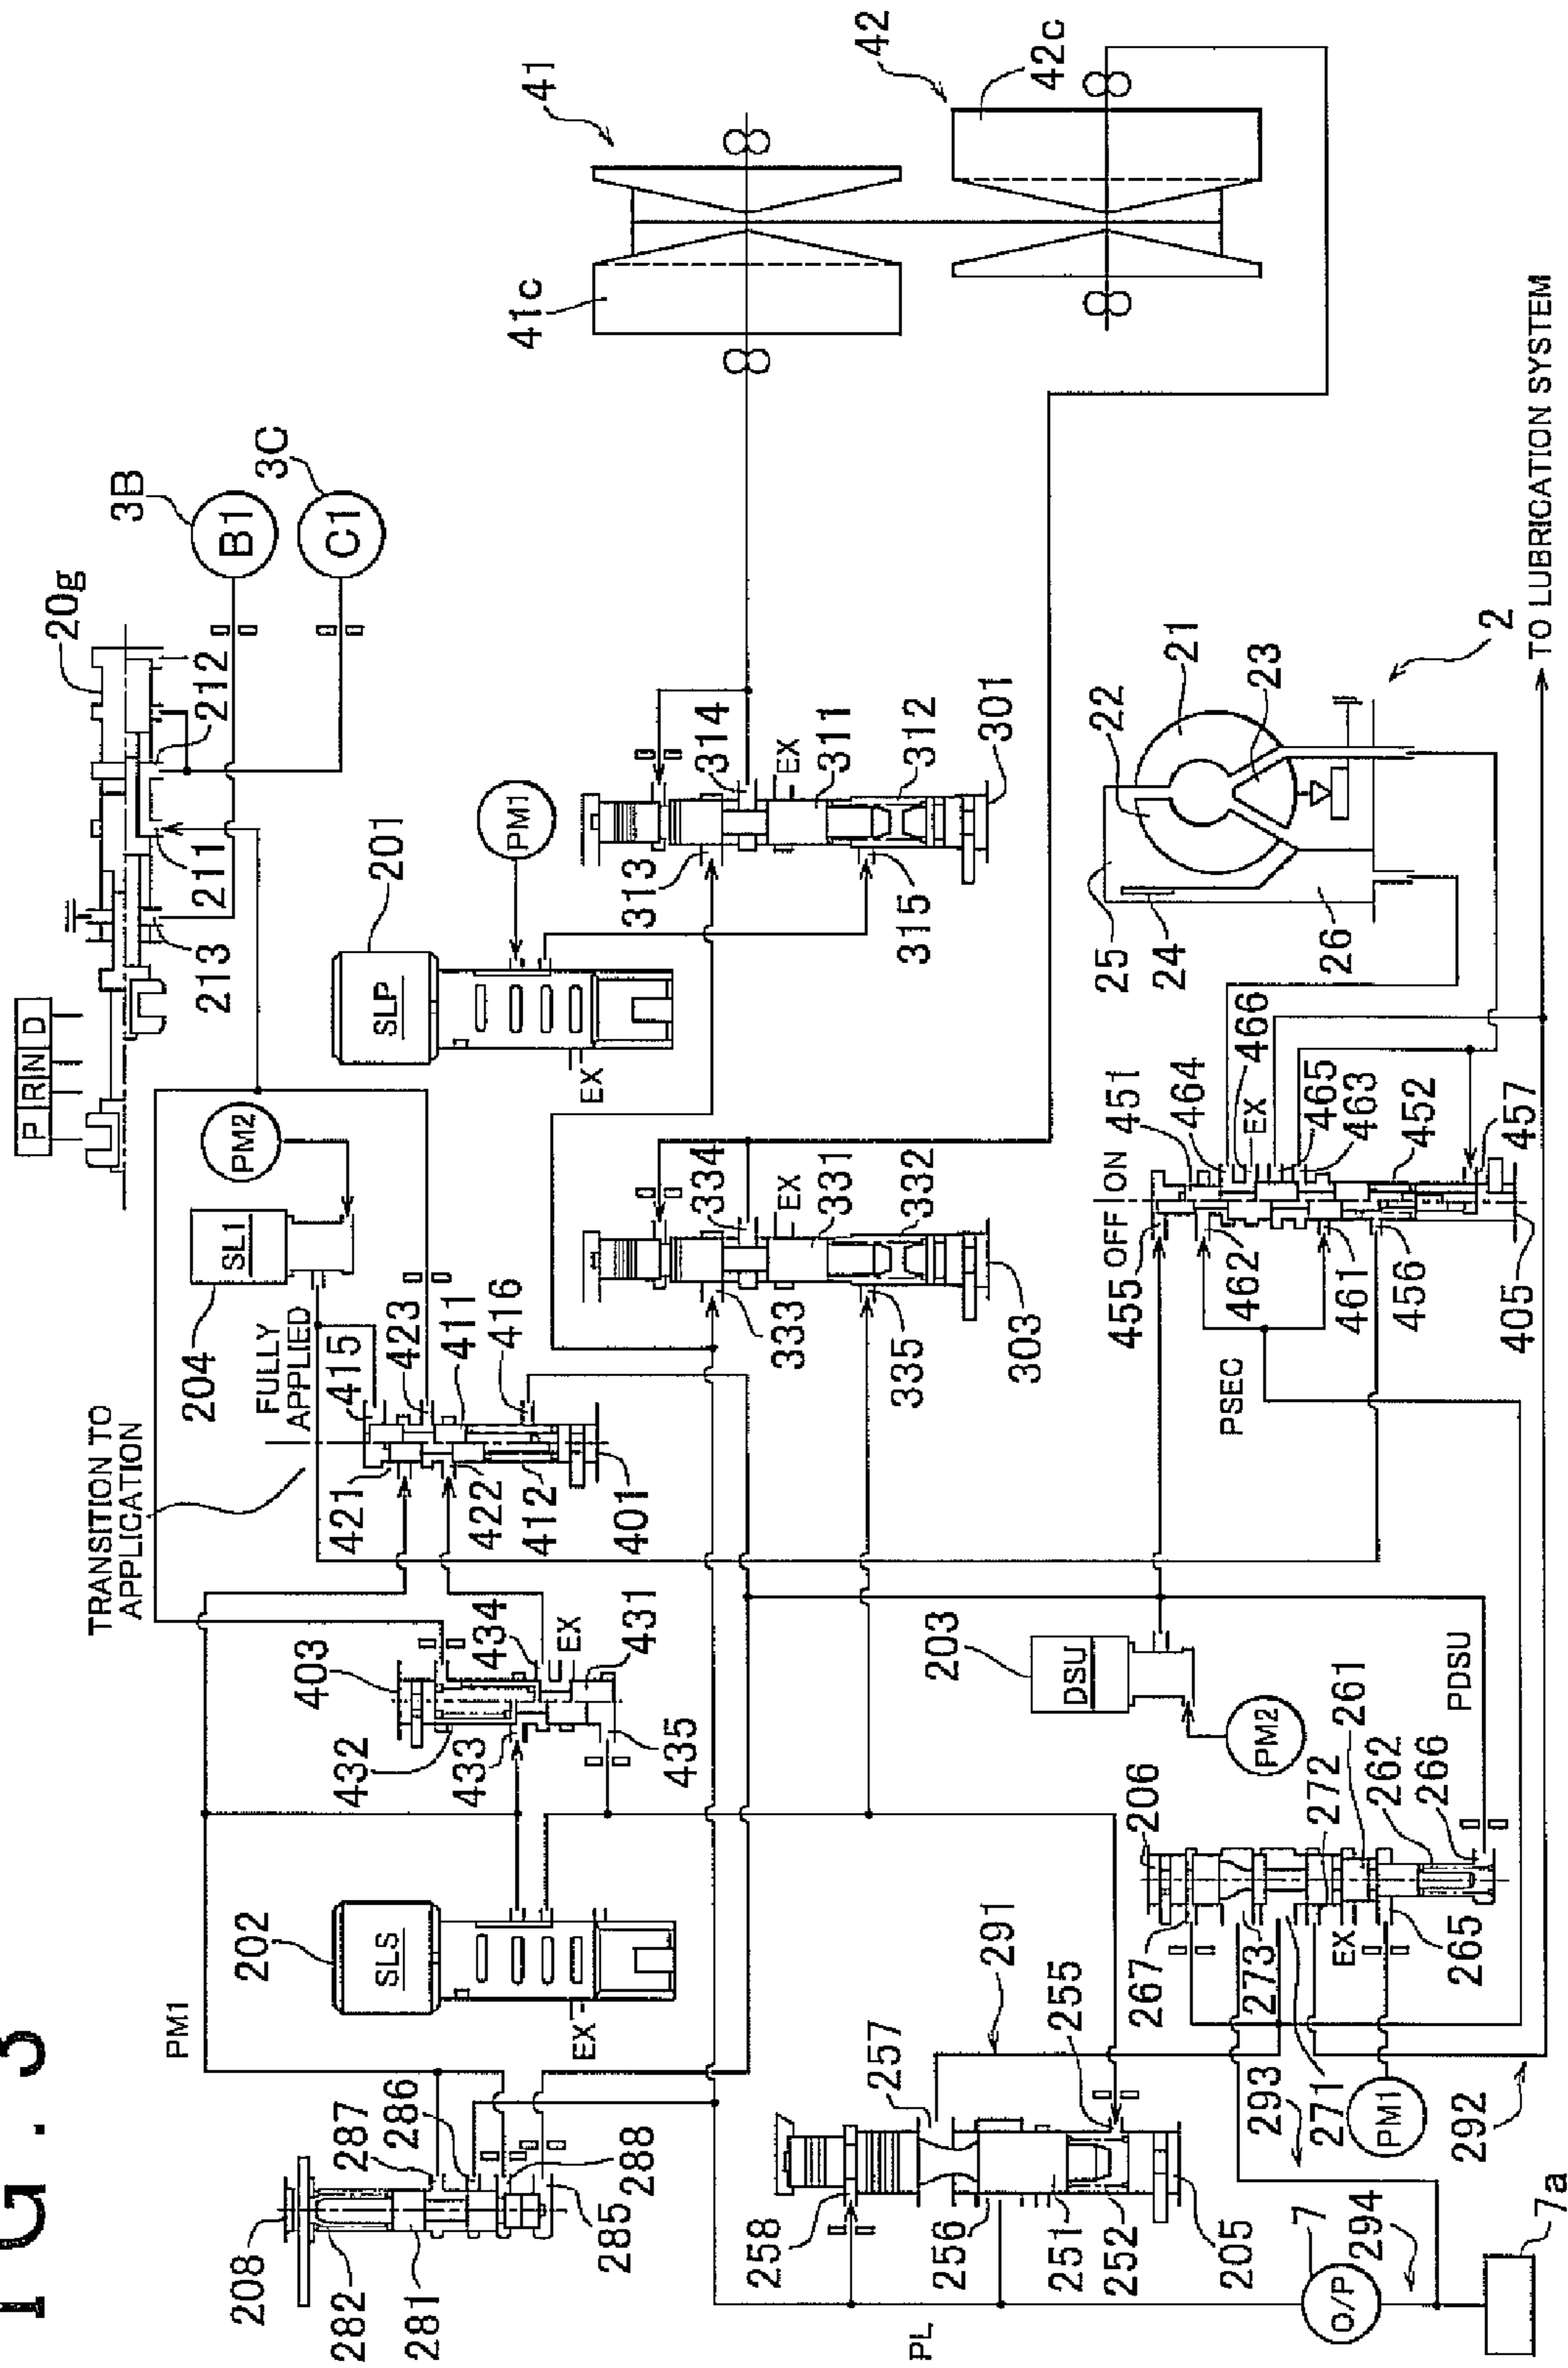 FIG. 3
208
282
281
287
286
288
285
PM1
202
SLS
EX
TRANSITION TO
APPLICATION
403
432
433
434
EX
431
435
204
SL1
PM2
FULLY
APPLIED
415
421
423
411
422
412
416
401
P R N D
20g
213
211
212
3B
B1
3C
C1
201
SLP
EX
PM1
313
314
EX
311
312
315
301
333
334
EX
331
332
335
303
41
41c
42
42c
PL
258
257
256
251
252
255
205
291
7
O/P
294
7a
293
292
PM1
206
267
273
271
EX
272
261
262
266
265
203
DSU
PM2
PDSU
PSEC
OFF
ON
455
451
464
466
462
EX
465
463
461
452
456
457
405
22
21
25
24
23
26
2
TO LUBRICATION SYSTEM